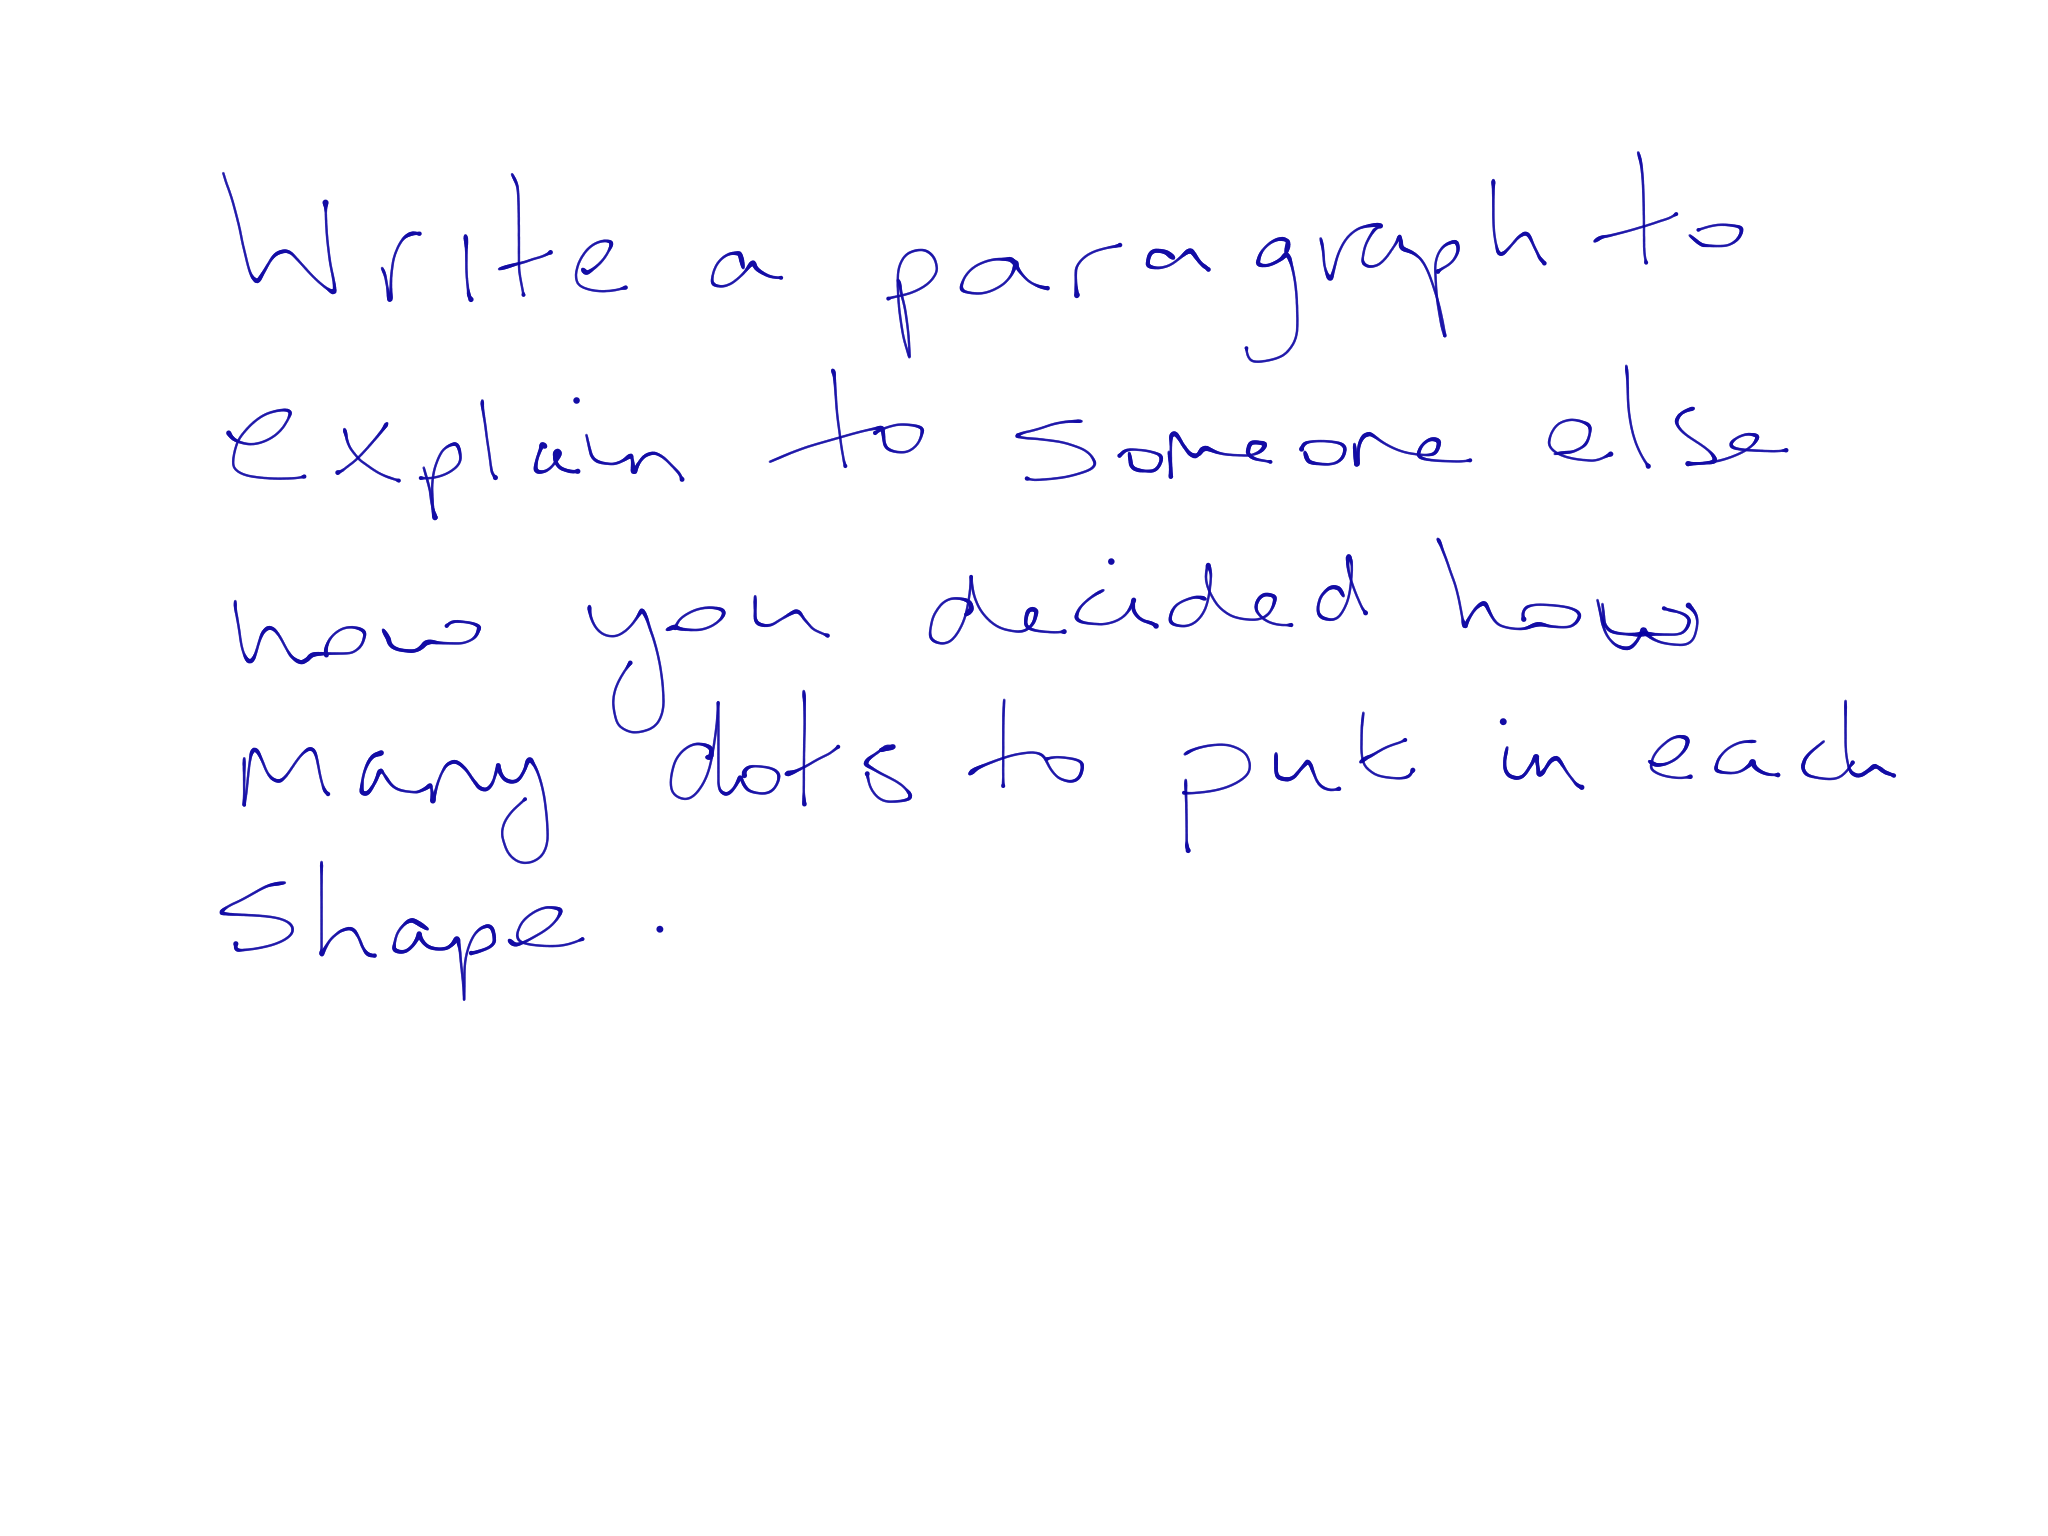 Write a paragraph to
explain to someone else
how you decided how
many dots to put in each
shape.